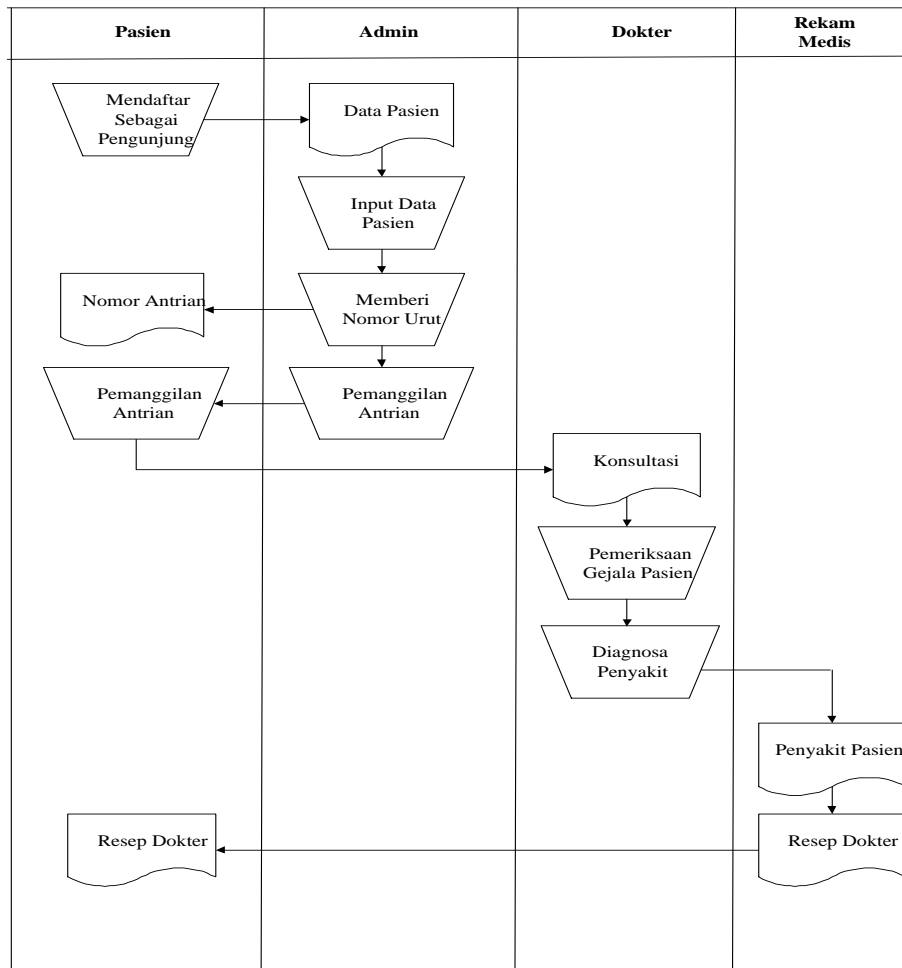 Pasien
Admin
Dokter
Rekam
Medis
Mendaftar
Sebagai
Pengunjung
Data Pasien
Input Data
Pasien
Nomor Antrian
Memberi
Nomor Urut
Pemanggilan
Antrian
Pemanggilan
Antrian
Konsultasi
Pemeriksaan
Gejala Pasien
Diagnosa
Penyakit
Penyakit Pasien
Resep Dokter
Resep Dokter